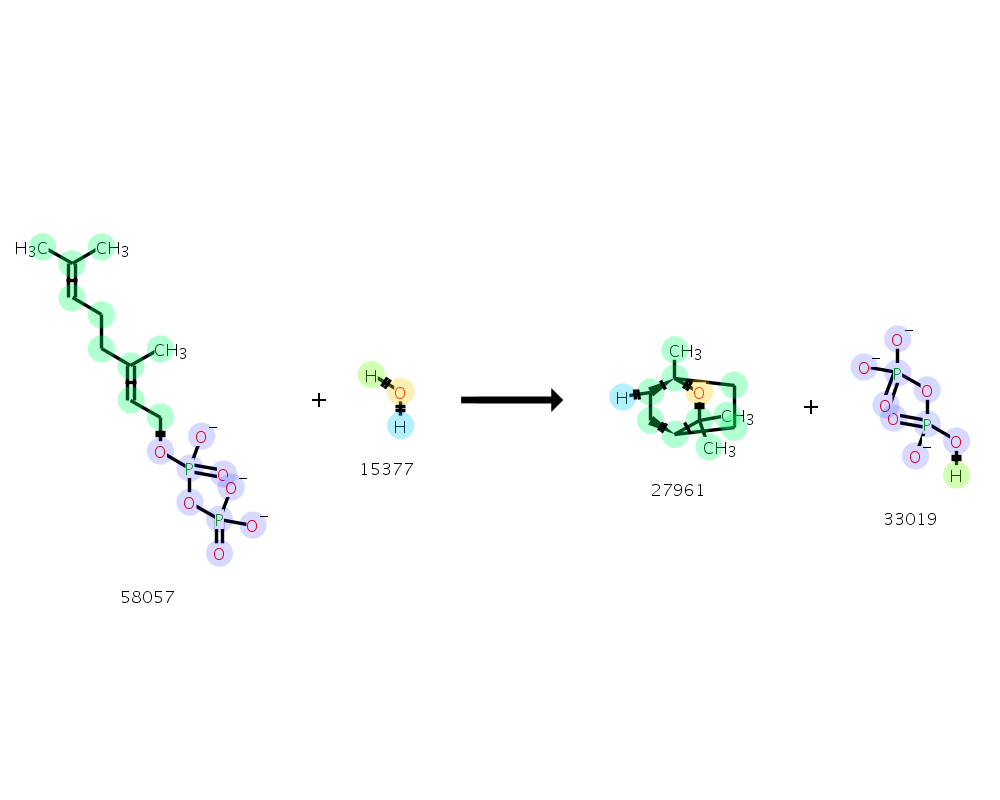 H₃C CH₃
CH₃
O
O⁻
P O
O O⁻
P O⁻
O
58057
+
H
O
H
15377
CH₃
H O
CH₃
CH₃
27961
+
O⁻
O⁻ P
O O
O P
O⁻ O
H
33019